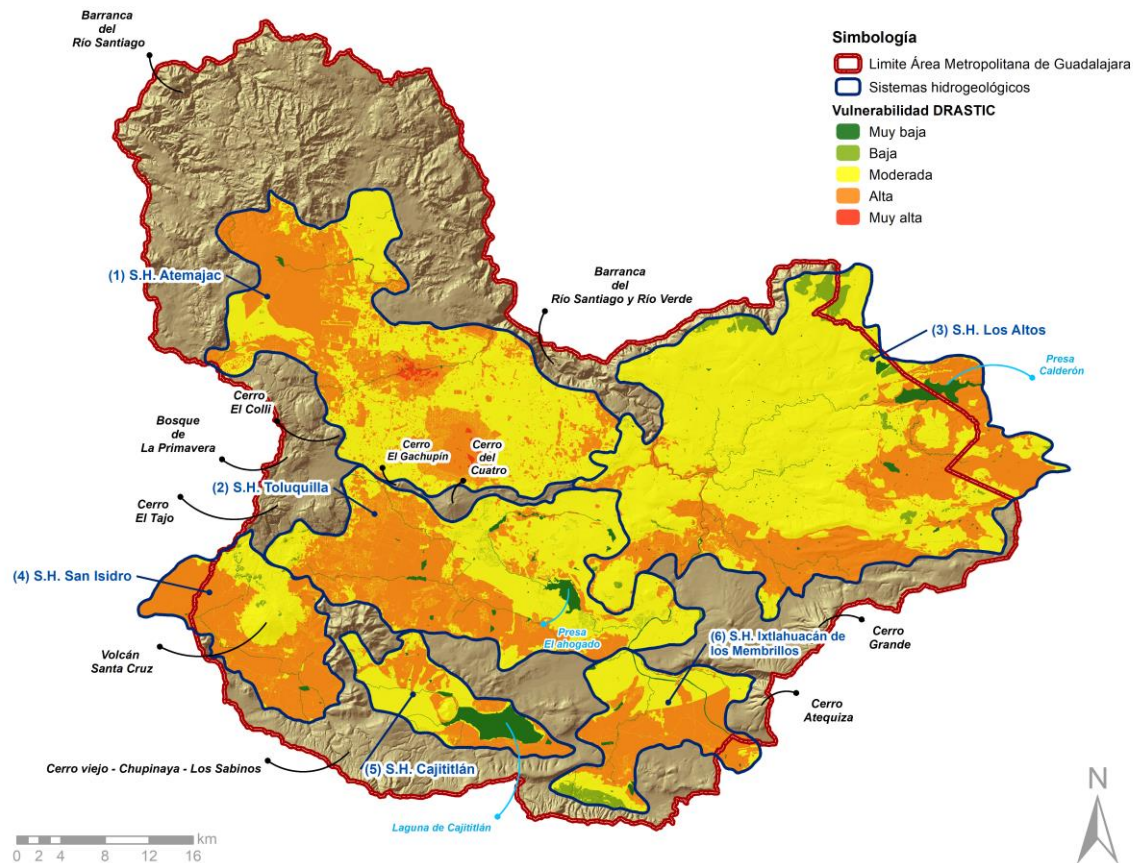 Barranca
del
Río Santiago
Simbología
Limite Área Metropolitana de Guadalajara
Sistemas hidrogeológicos
Vulnerabilidad DRASTIC
Muy baja
Baja
Moderada
Alta
Muy alta
(1) S.H. Atemajac
Barranca
del
Río Santiago y Río Verde
(3) S.H. Los Altos
Presa
Calderón
Cerro
El Colli
Bosque
de
La Primavera
Cerro
El Gachupín
Cerro
del
Cuatro
(2) S.H. Toluquilla
Cerro
El Tajo
(4) S.H. San Isidro
Presa
El ahogado
(6) S.H. Ixtlahuacán de
los Membrillos
Cerro
Grande
Volcán
Santa Cruz
Cerro
Atequiza
Cerro viejo - Chupinaya - Los Sabinos
(5) S.H. Cajititlán
Laguna de Cajititlán
N
km
0 2 4 8 12 16